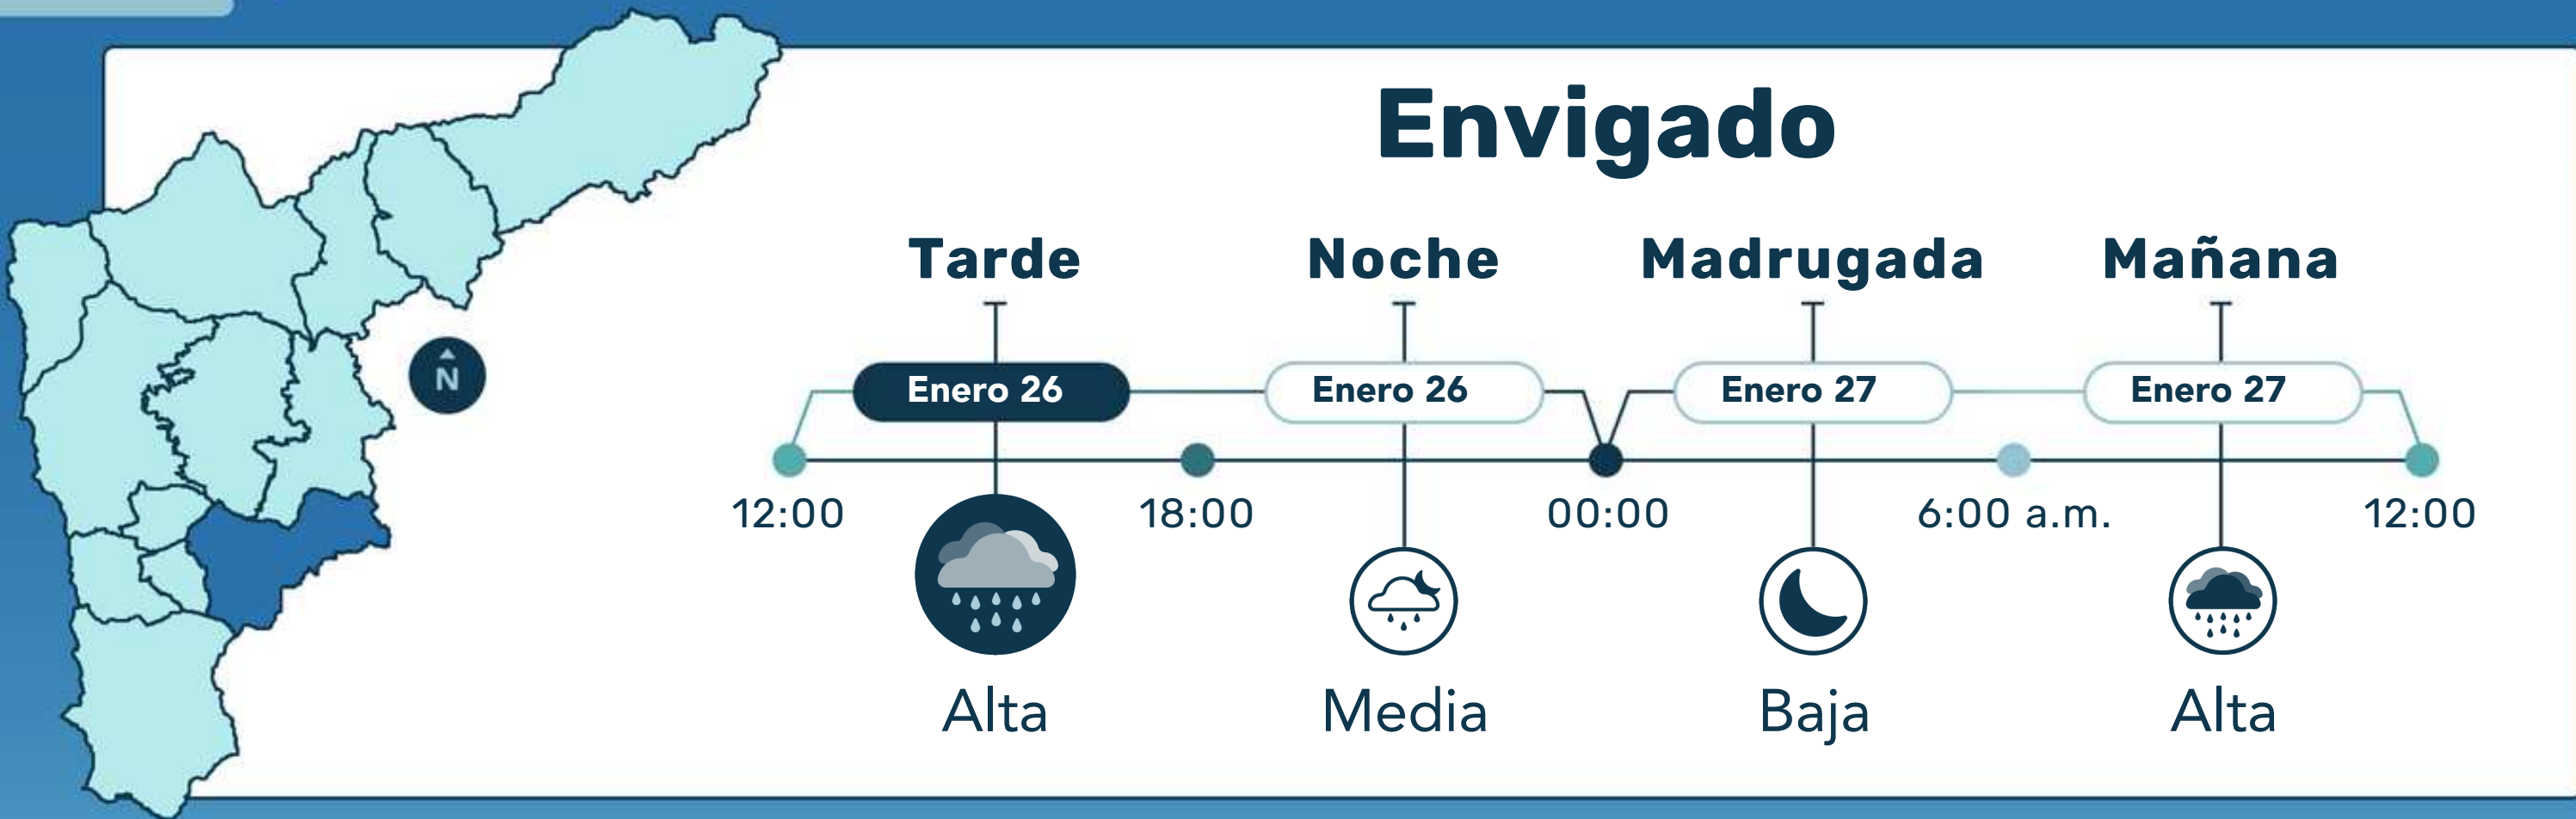 Envigado
Tarde Noche Madrugada Mañana
N
Enero 26 Enero 26 Enero 27 Enero 27
12:00 18:00 00:00 6:00 a.m. 12:00
Alta Media Baja Alta